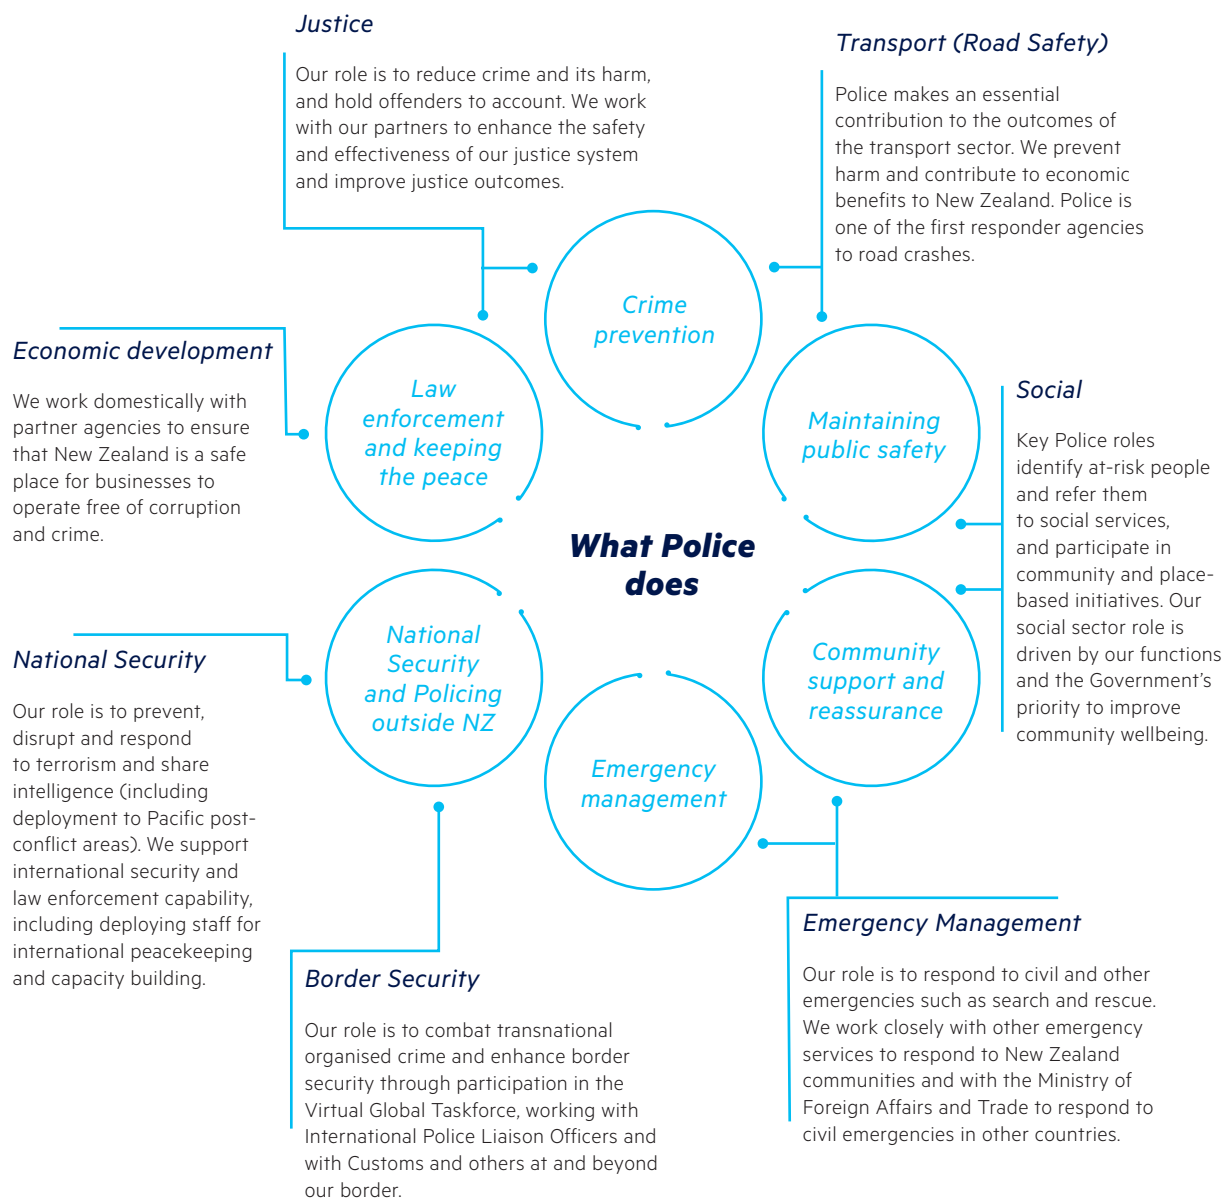 Justice
Our role is to reduce crime and its harm,
and hold offenders to account. We work
with our partners to enhance the safety
and effectiveness of our justice system
and improve justice outcomes.
Transport (Road Safety)
Police makes an essential
contribution to the outcomes of
the transport sector. We prevent
harm and contribute to economic
benefits to New Zealand. Police is
one of the first responder agencies
to road crashes.
Crime
prevention
Economic development
We work domestically with
partner agencies to ensure
that New Zealand is a safe
place for businesses to
operate free of corruption
and crime.
Law
enforcement
and keeping
the peace
Maintaining
public safety
Social
Key Police roles
identify at-risk people
and refer them
to social services,
and participate in
community and place-
based initiatives. Our
social sector role is
driven by our functions
and the Government's
priority to improve
community wellbeing.
What Police
does
National Security
Our role is to prevent,
disrupt and respond
to terrorism and share
intelligence (including
deployment to Pacific post-
conflict areas). We support
international security and
law enforcement capability,
including deploying staff for
international peacekeeping
and capacity building.
National
Security
and Policing
outside NZ
Community
support and
reassurance
Emergency
management
Border Security
Our role is to combat transnational
organised crime and enhance border
security through participation in the
Virtual Global Taskforce, working with
International Police Liaison Officers and
with Customs and others at and beyond
our border.
Emergency Management
Our role is to respond to civil and other
emergencies such as search and rescue.
We work closely with other emergency
services to respond to New Zealand
communities and with the Ministry of
Foreign Affairs and Trade to respond to
civil emergencies in other countries.